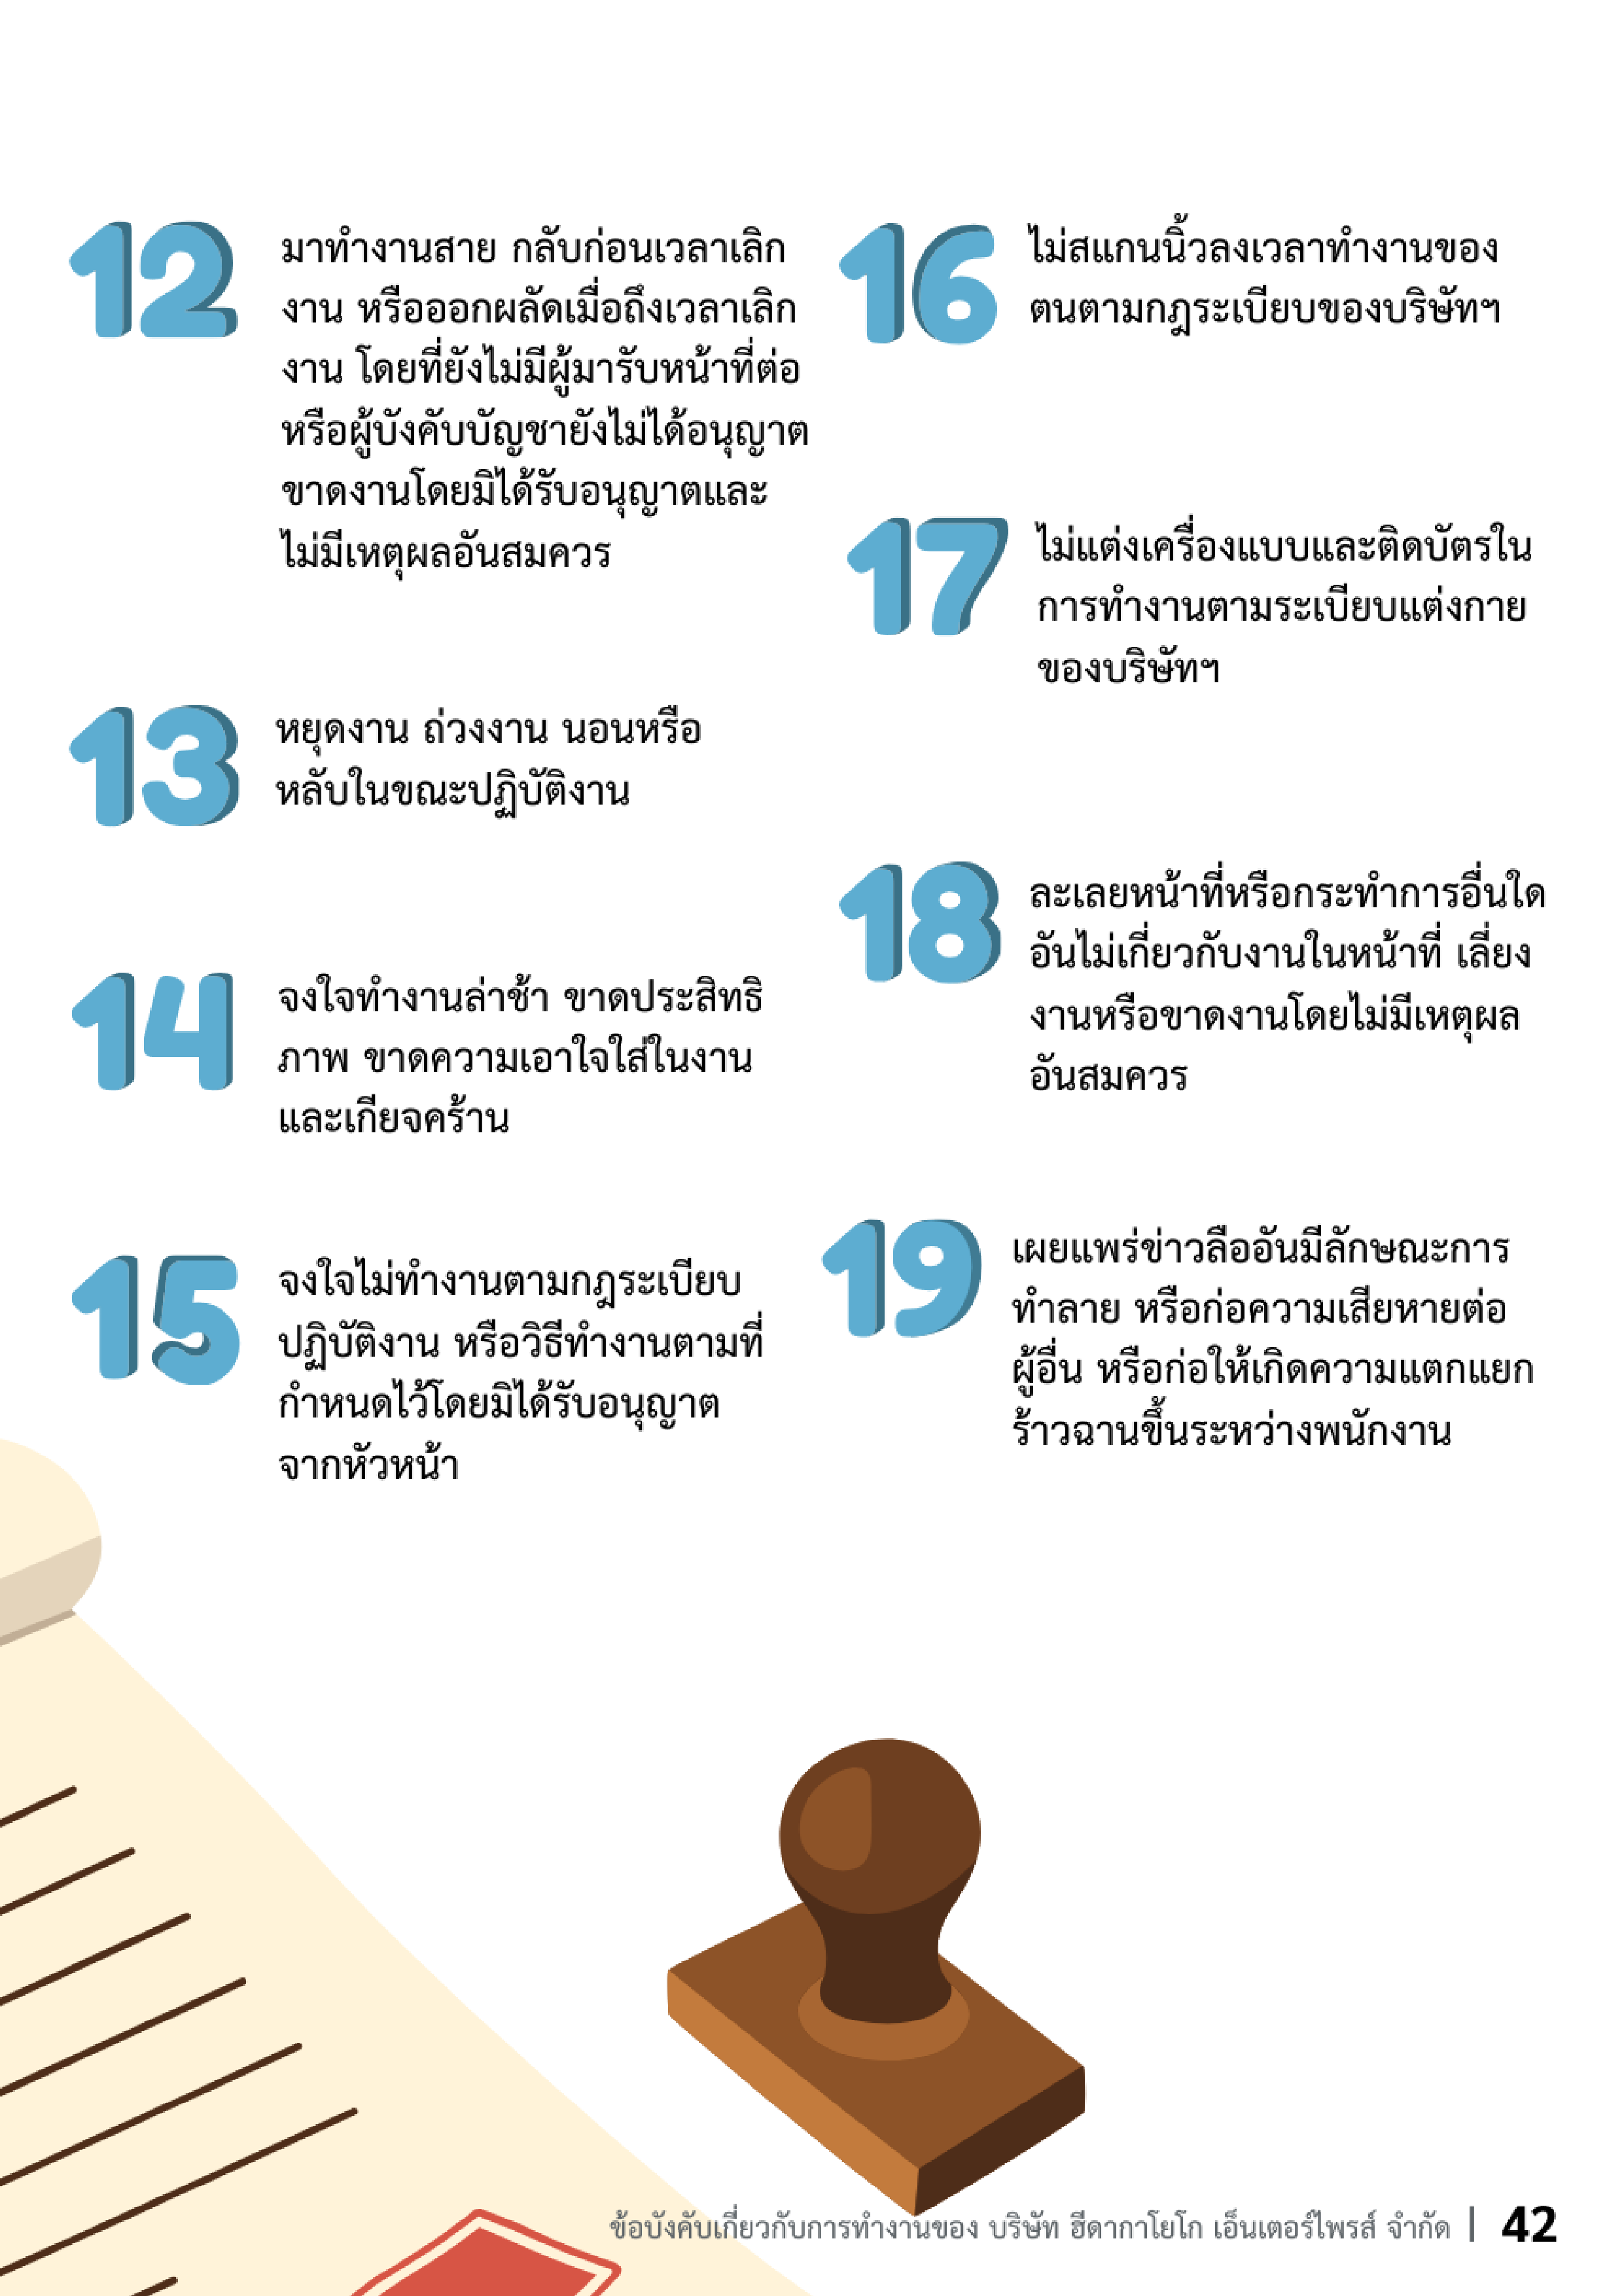 12
มาทำงานสาย กลับก่อนเวลาเลิก
งาน หรือออกผลัดเมื่อถึงเวลาเลิก
งาน โดยที่ยังไม่มีผู้มารับหน้าที่ต่อ
หรือผู้บังคับบัญชายังไม่ได้อนุญาต
ขาดงานโดยมิได้รับอนุญาตและ
ไม่มีเหตุผลอันสมควร
13
หยุดงาน ถ่วงงาน นอนหรือ
หลับในขณะปฏิบัติงาน
14
จงใจทำงานล่าช้า ขาดประสิทธิ
ภาพ ขาดความเอาใจใส่ในงาน
และเกียจคร้าน
15
จงใจไม่ทำงานตามกฎระเบียบ
ปฏิบัติงาน หรือวิธีทำงานตามที่
กำหนดไว้โดยมิได้รับอนุญาต
จากหัวหน้า
16
ไม่สแกนนิ้วลงเวลาทำงานของ
ตนตามกฎระเบียบของบริษัทฯ
17
ไม่แต่งเครื่องแบบและติดบัตรใน
การทำงานตามระเบียบแต่งกาย
ของบริษัทฯ
18
ละเลยหน้าที่หรือกระทำการอื่นใด
อันไม่เกี่ยวกับงานในหน้าที่ เลี่ยง
งานหรือขาดงานโดยไม่มีเหตุผล
อันสมควร
19
เผยแพร่ข่าวลืออันมีลักษณะการ
ทำลาย หรือก่อความเสียหายต่อ
ผู้อื่น หรือก่อให้เกิดความแตกแยก
ร้าวฉานขึ้นระหว่างพนักงาน
ข้อบังคับเกี่ยวกับการทำงานของ บริษัท ฮีดากาโยโก เอ็นเตอร์ไพรส์ จำกัด | 42